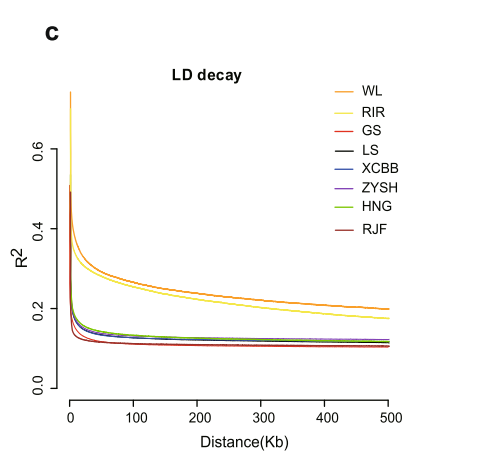 c
LD decay
WL
RIR
GS
LS
XCBB
ZYSH
HNG
RJF
R2
0.6
0.4
0.2
0.0
0 100 200 300 400 500
Distance(Kb)